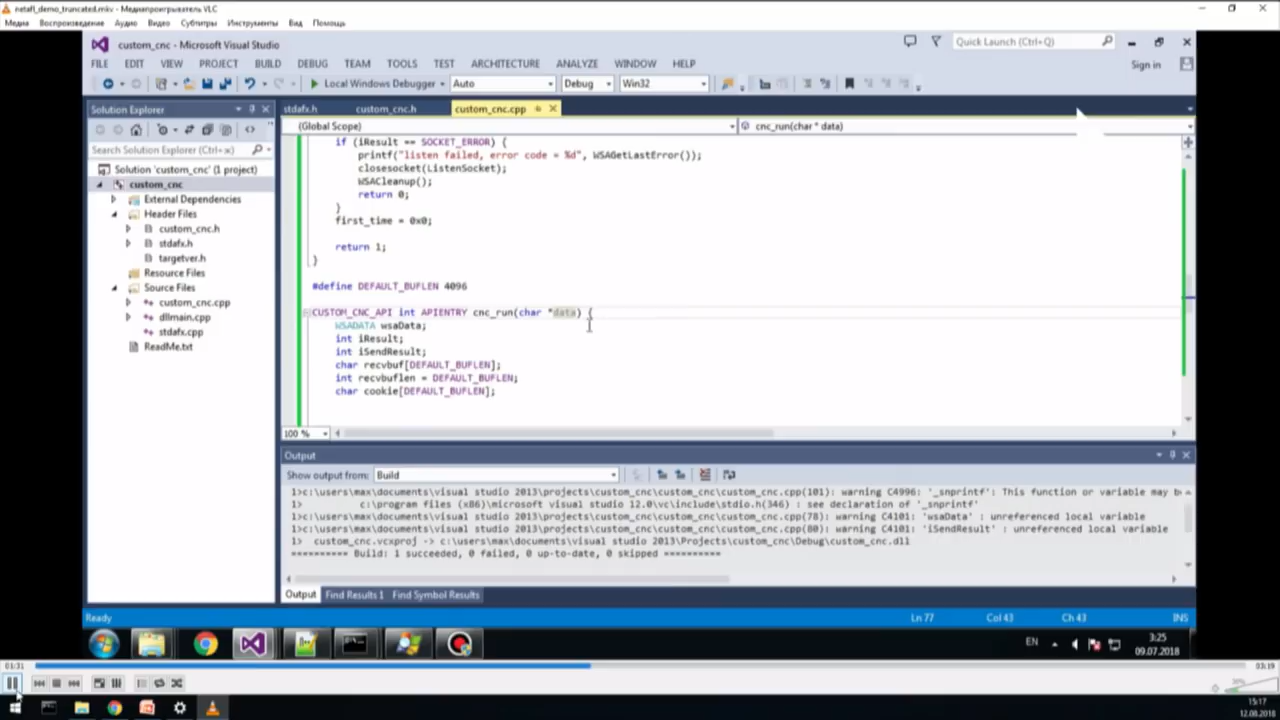 netafl_demo_truncated.mkv - Медиапроигрыватель VLC
Медиа Воспроизведение Аудио Видео Субтитры Инструменты Вид Помощь
custom_cnc - Microsoft Visual Studio
Quick Launch (Ctrl+Q)
FILE EDIT VIEW PROJECT BUILD DEBUG TEAM TOOLS TEST ARCHITECTURE ANALYZE WINDOW HELP
Sign in
Local Windows Debugger Auto Debug Win32
Solution Explorer
stdafx.h custom_cnc.h custom_cnc.cpp
(Global Scope) cnc_run(char * data)
Search Solution Explorer (Ctrl+ж)
Solution 'custom_cnc' (1 project)
custom_cnc
External Dependencies
Header Files
custom_cnc.h
stdafx.h
targetver.h
Resource Files
Source Files
custom_cnc.cpp
dllmain.cpp
stdafx.cpp
ReadMe.txt
if (iResult == SOCKET_ERROR) {
printf("listen failed, error code = %d", WSAGetLastError());
closesocket(ListenSocket);
WSACleanup();
return 0;
}
first_time = 0x0;
return 1;
}
#define DEFAULT_BUFLEN 4096
CUSTOM_CNC_API int APIENTRY cnc_run(char *data) {
WSADATA wsaData;
int iResult;
int iSendResult;
char recvbuf[DEFAULT_BUFLEN];
int recvbuflen = DEFAULT_BUFLEN;
char cookie[DEFAULT_BUFLEN];
100 %
Output
Show output from: Build
1>c:\users\max\documents\visual studio 2013\projects\custom_cnc\custom_cnc\custom_cnc.cpp(101): warning C4996: '_snprintf': This function or variable may b
1> c:\program files (x86)\microsoft visual studio 12.0\vc\include\stdio.h(346) : see declaration of '_snprintf'
1>c:\users\max\documents\visual studio 2013\projects\custom_cnc\custom_cnc\custom_cnc.cpp(78): warning C4101: 'wsaData' : unreferenced local variable
1>c:\users\max\documents\visual studio 2013\projects\custom_cnc\custom_cnc\custom_cnc.cpp(80): warning C4101: 'iSendResult' : unreferenced local variable
1> custom_cnc.vcxproj -> c:\users\max\documents\visual studio 2013\Projects\custom_cnc\Debug\custom_cnc.dll
========== Build: 1 succeeded, 0 failed, 0 up-to-date, 0 skipped ==========
Output Find Results 1 Find Symbol Results
Ready Ln 77 Col 43 Ch 43 INS
EN 3:25
09.07.2018
01:31 03:19
15:17
12.08.2018